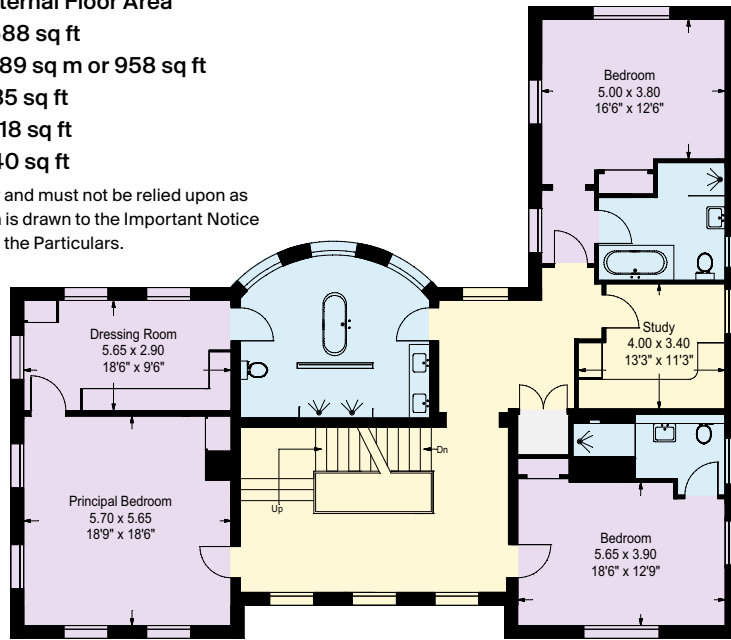 ternal Floor Area
88 sq ft
89 sq m or 958 sq ft
35 sq ft
18 sq ft
40 sq ft
and must not be relied upon as
is drawn to the Important Notice
the Particulars.
Bedroom
5.00 x 3.80
16'6" x 12'6"
Dressing Room
5.65 x 2.90
18'6" x 9'6"
Study
4.00 x 3.40
13'3" x 11'3"
Dn
Up
Principal Bedroom
5.70 x 5.65
18'9" x 18'6"
Bedroom
5.65 x 3.90
18'6" x 12'9"